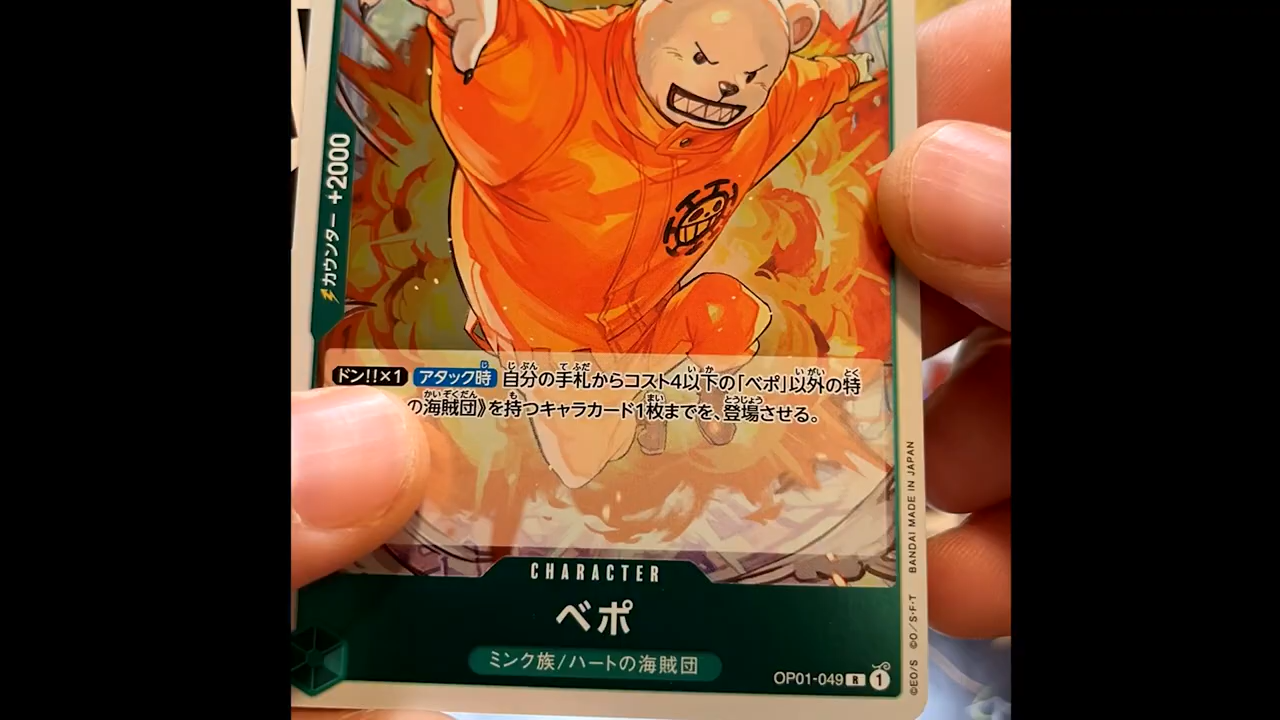 カウンター +2000
ドン!!×1 アタック時 自分の手札からコスト4以下の「ベポ」以外の特
の海賊団》を持つキャラカード1枚までを、登場させる。
CHARACTER
ベポ
ミンク族/ハートの海賊団
OP01-049 R 1
©EO/S ©O/S・F・T BANDAI MADE IN JAPAN